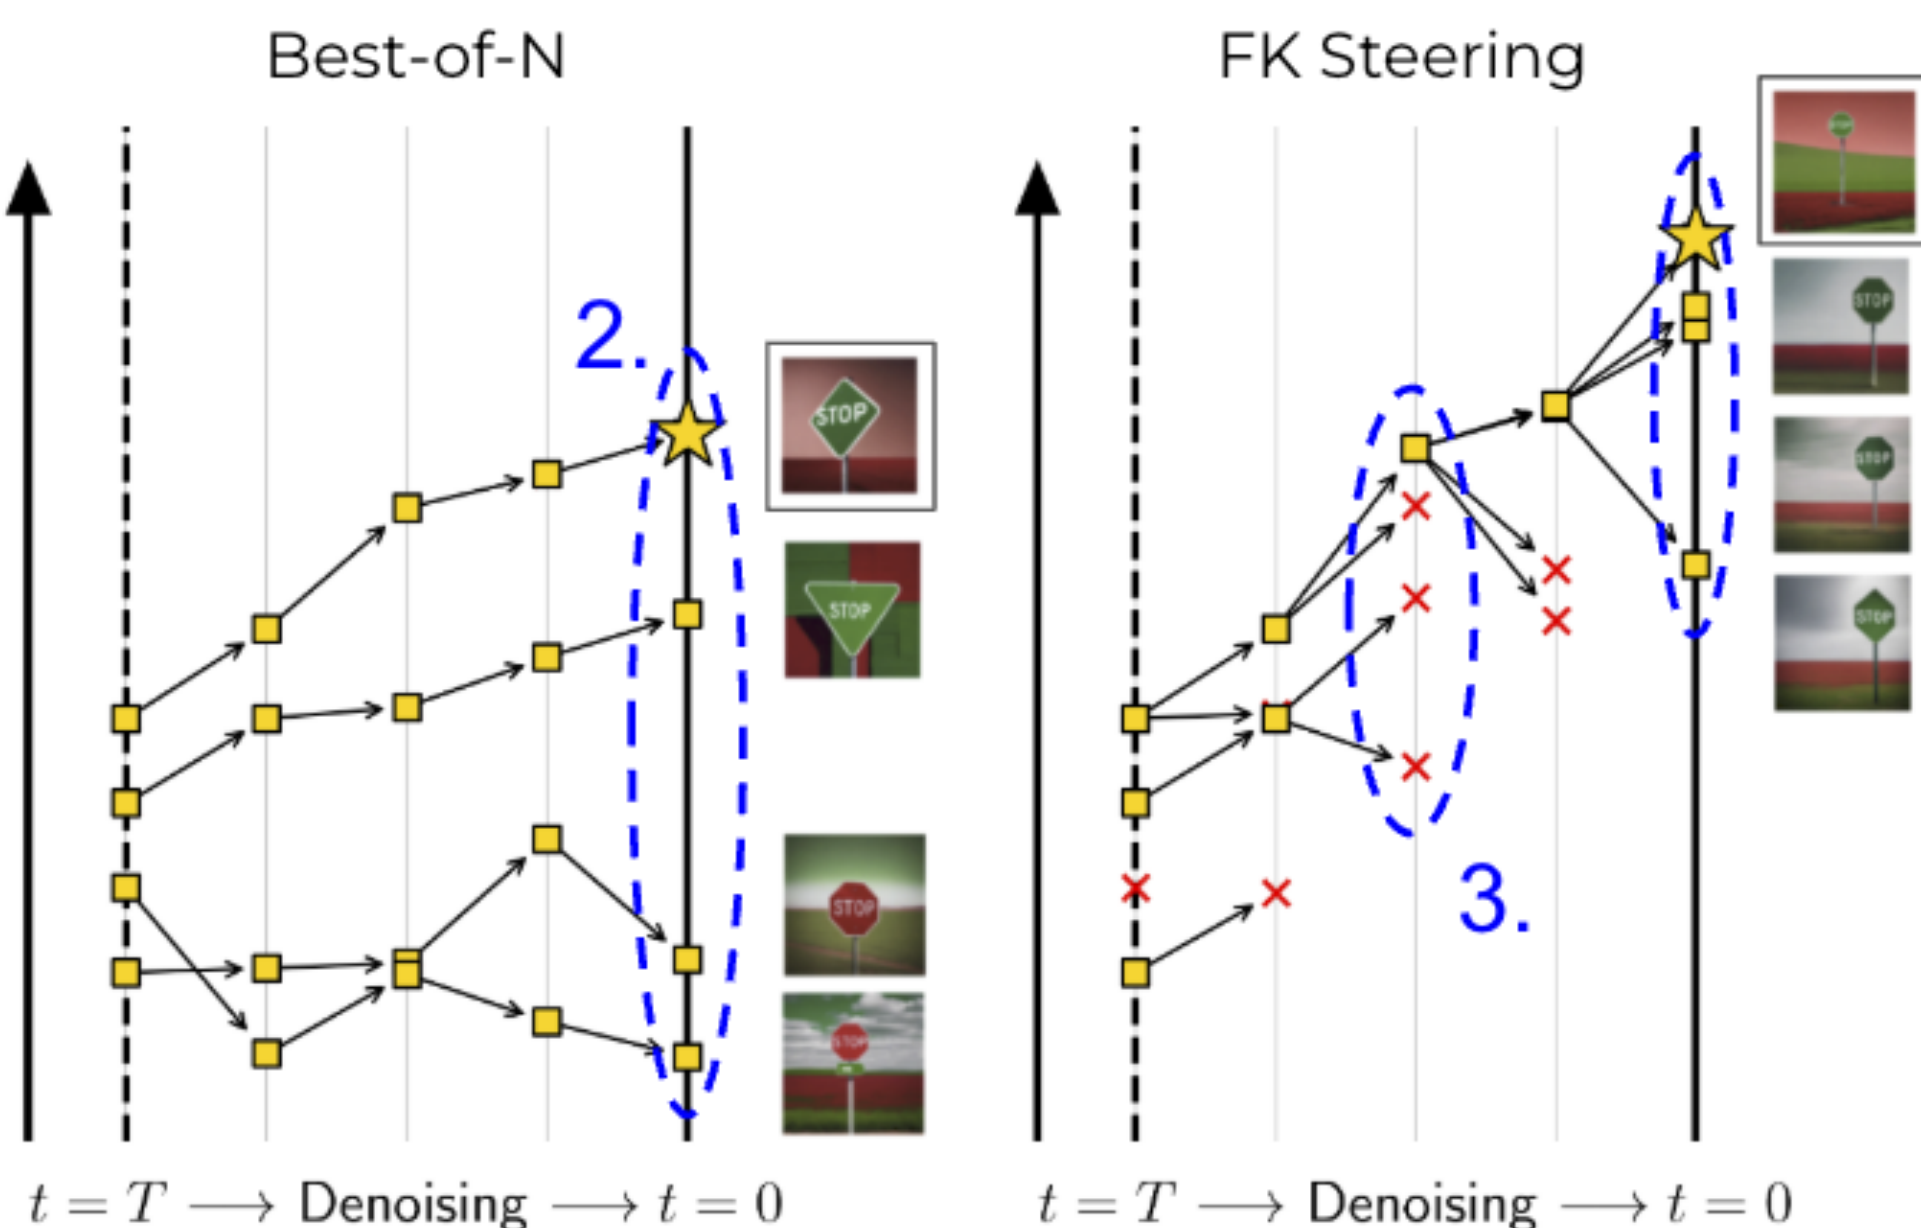 Best-of-N
FK Steering
2.
3.
STOP
STOP
STOP
STOP
STOP
STOP
STOP
STOP
t = T ⟶ Denoising ⟶ t = 0
t = T ⟶ Denoising ⟶ t = 0